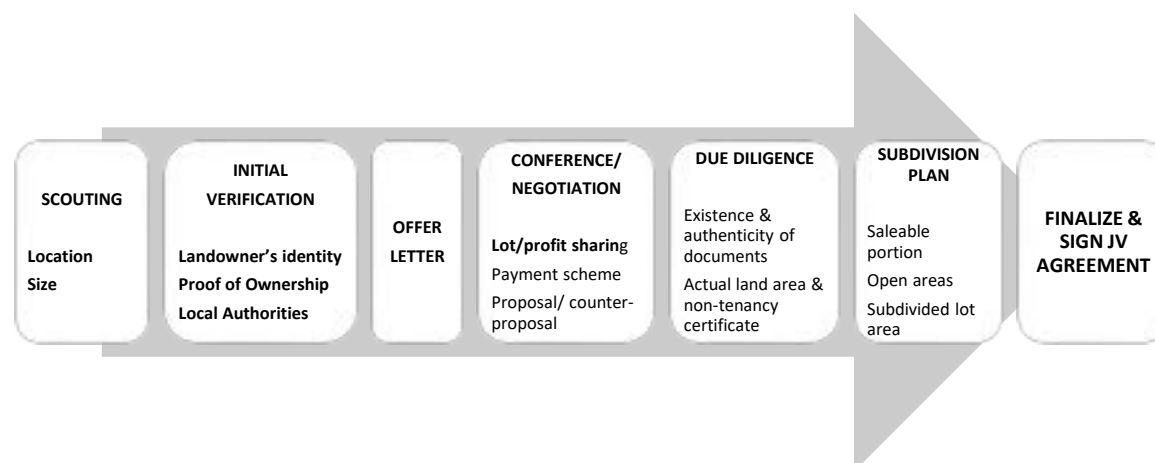 SCOUTING
Location
Size
INITIAL
VERIFICATION
Landowner's identity
Proof of Ownership
Local Authorities
OFFER
LETTER
CONFERENCE/
NEGOTIATION
Lot/profit sharing
Payment scheme
Proposal/ counter-
proposal
DUE DILIGENCE
Existence &
authenticity of
documents
Actual land area &
non-tenancy
certificate
SUBDIVISION
PLAN
Saleable
portion
Open areas
Subdivided lot
area
FINALIZE &
SIGN JV
AGREEMENT